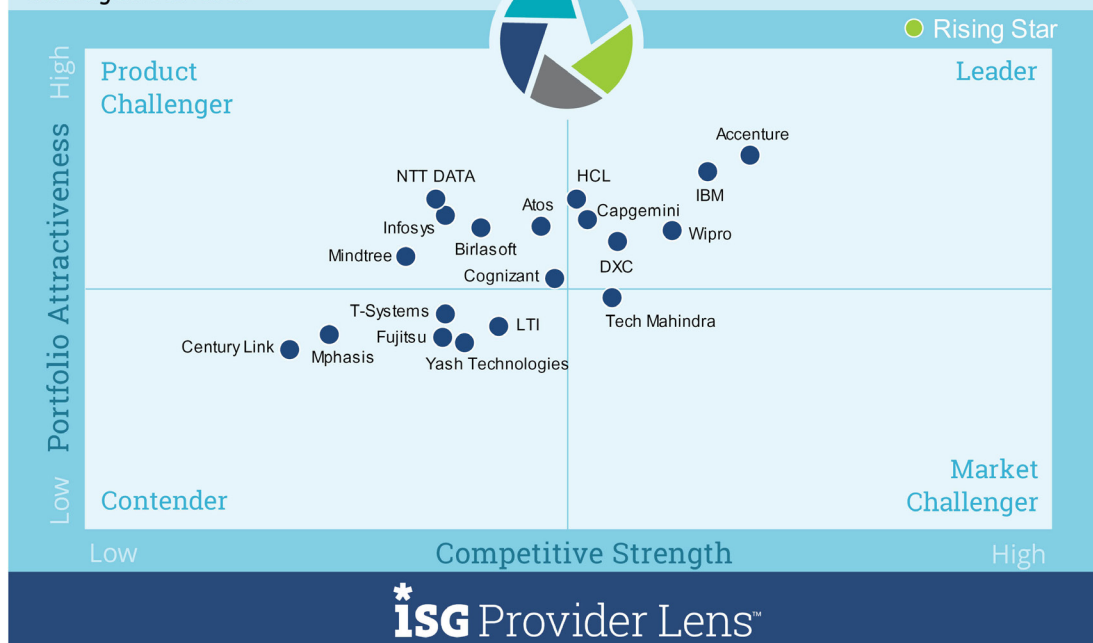 Rising Star
High
Product
Challenger
Leader
Accenture
NTT DATA
HCL
IBM
Atos
Capgemini
Infosys
Wipro
Birlasoft
Mindtree
DXC
Cognizant
T-Systems
Tech Mahindra
LTI
Fujitsu
Century Link
Mphasis
Yash Technologies
Portfolio Attractiveness
Market
Challenger
Contender
Low
Low
Competitive Strength
High
ISG Provider Lens™